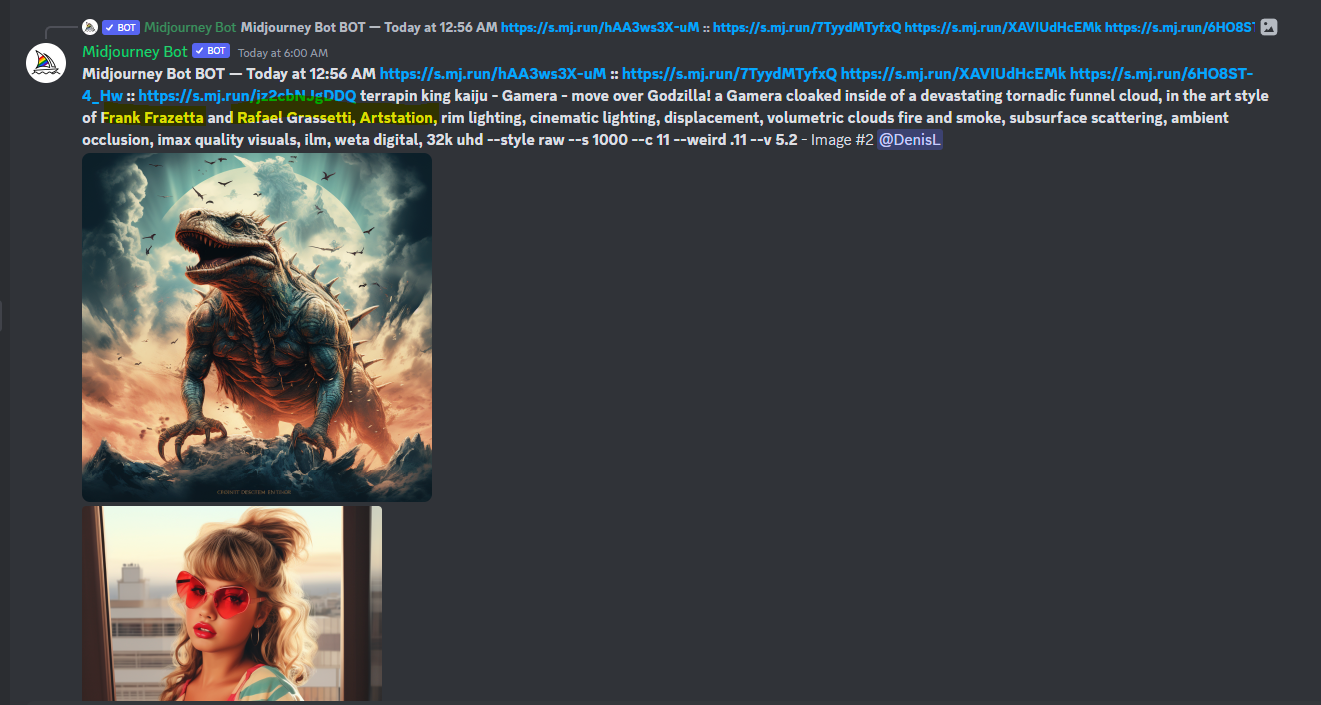 BOT Midjourney Bot Midjourney Bot BOT — Today at 12:56 AM https://s.mj.run/hAA3ws3X-uM :: https://s.mj.run/7TyydMTyfxQ https://s.mj.run/XAVIUdHcEMk https://s.mj.run/6HO8ST
Midjourney Bot BOT Today at 6:00 AM
Midjourney Bot BOT — Today at 12:56 AM https://s.mj.run/hAA3ws3X-uM :: https://s.mj.run/7TyydMTyfxQ https://s.mj.run/XAVIUdHcEMk https://s.mj.run/6HO8ST-
4_Hw :: https://s.mj.run/jz2cbNJgDDQ terrapin king kaiju - Gamera - move over Godzilla! a Gamera cloaked inside of a devastating tornadic funnel cloud, in the art style
of Frank Frazetta and Rafael Grassetti, Artstation, rim lighting, cinematic lighting, displacement, volumetric clouds fire and smoke, subsurface scattering, ambient
occlusion, imax quality visuals, ilm, weta digital, 32k uhd --style raw --s 1000 --c 11 --weird .11 --v 5.2 - Image #2 @DenisL